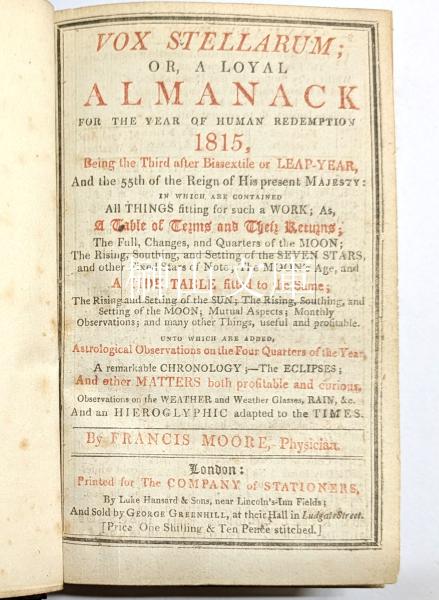 VOX STELLARUM;
OR, A LOYAL
ALMANACK
FOR THE YEAR OF HUMAN REDEMPTION
1815,
Being the Third after Bissextile or LEAP-YEAR,
And the 55th of the Reign of His present MAJESTY:
IN WHICH ARE CONTAINED
All THINGS fitting for such a WORK; As,
A Table of Terms and Their Returns;
The Full, Changes, and Quarters of the MOON;
The Rising, Southing, and Setting of the SEVEN STARS,
and other Fixed Stars of Note; The MOON's Age, and
A TIDE TABLE fitted to the Same;
The Rising and Setting of the SUN; The Rising, Southing, and
Setting of the MOON; Mutual Aspects; Monthly
Observations; and many other Things, useful and profitable.
UNTO WHICH ARE ADDED,
Astrological Observations on the Four Quarters of the Year,
A remarkable CHRONOLOGY;—The ECLIPSES;
And other MATTERS both profitable and curious,
Observations on the WEATHER and Weather Glasses, RAIN, &c.
And an HIEROGLYPHIC adapted to the TIMES.
By FRANCIS MOORE, Physician.
London:
Printed for The COMPANY of STATIONERS,
By Luke Hansard & Sons, near Lincoln's-Inn Fields;
And Sold by GEORGE GREENHILL, at their Hall in Ludgate Street.
[Price One Shilling & Ten Pence stitched.]